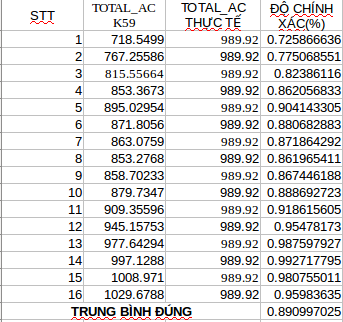 STT TOTAL_AC K59 TOTAL_AC THỰC TẾ ĐỘ CHÍNH XÁC(%)
1 718.5499 989.92 0.725866636
2 767.25586 989.92 0.775068551
3 815.55664 989.92 0.82386116
4 853.3673 989.92 0.862056833
5 895.02954 989.92 0.904143305
6 871.8056 989.92 0.880682883
7 863.0759 989.92 0.871864292
8 853.2768 989.92 0.861965411
9 858.70233 989.92 0.867446188
10 879.7347 989.92 0.888692723
11 909.35596 989.92 0.918615605
12 945.15753 989.92 0.95478173
13 977.64294 989.92 0.987597927
14 997.1288 989.92 0.992717795
15 1008.971 989.92 0.980755011
16 1029.6788 989.92 0.95983635
TRUNG BÌNH ĐÚNG 0.890997025